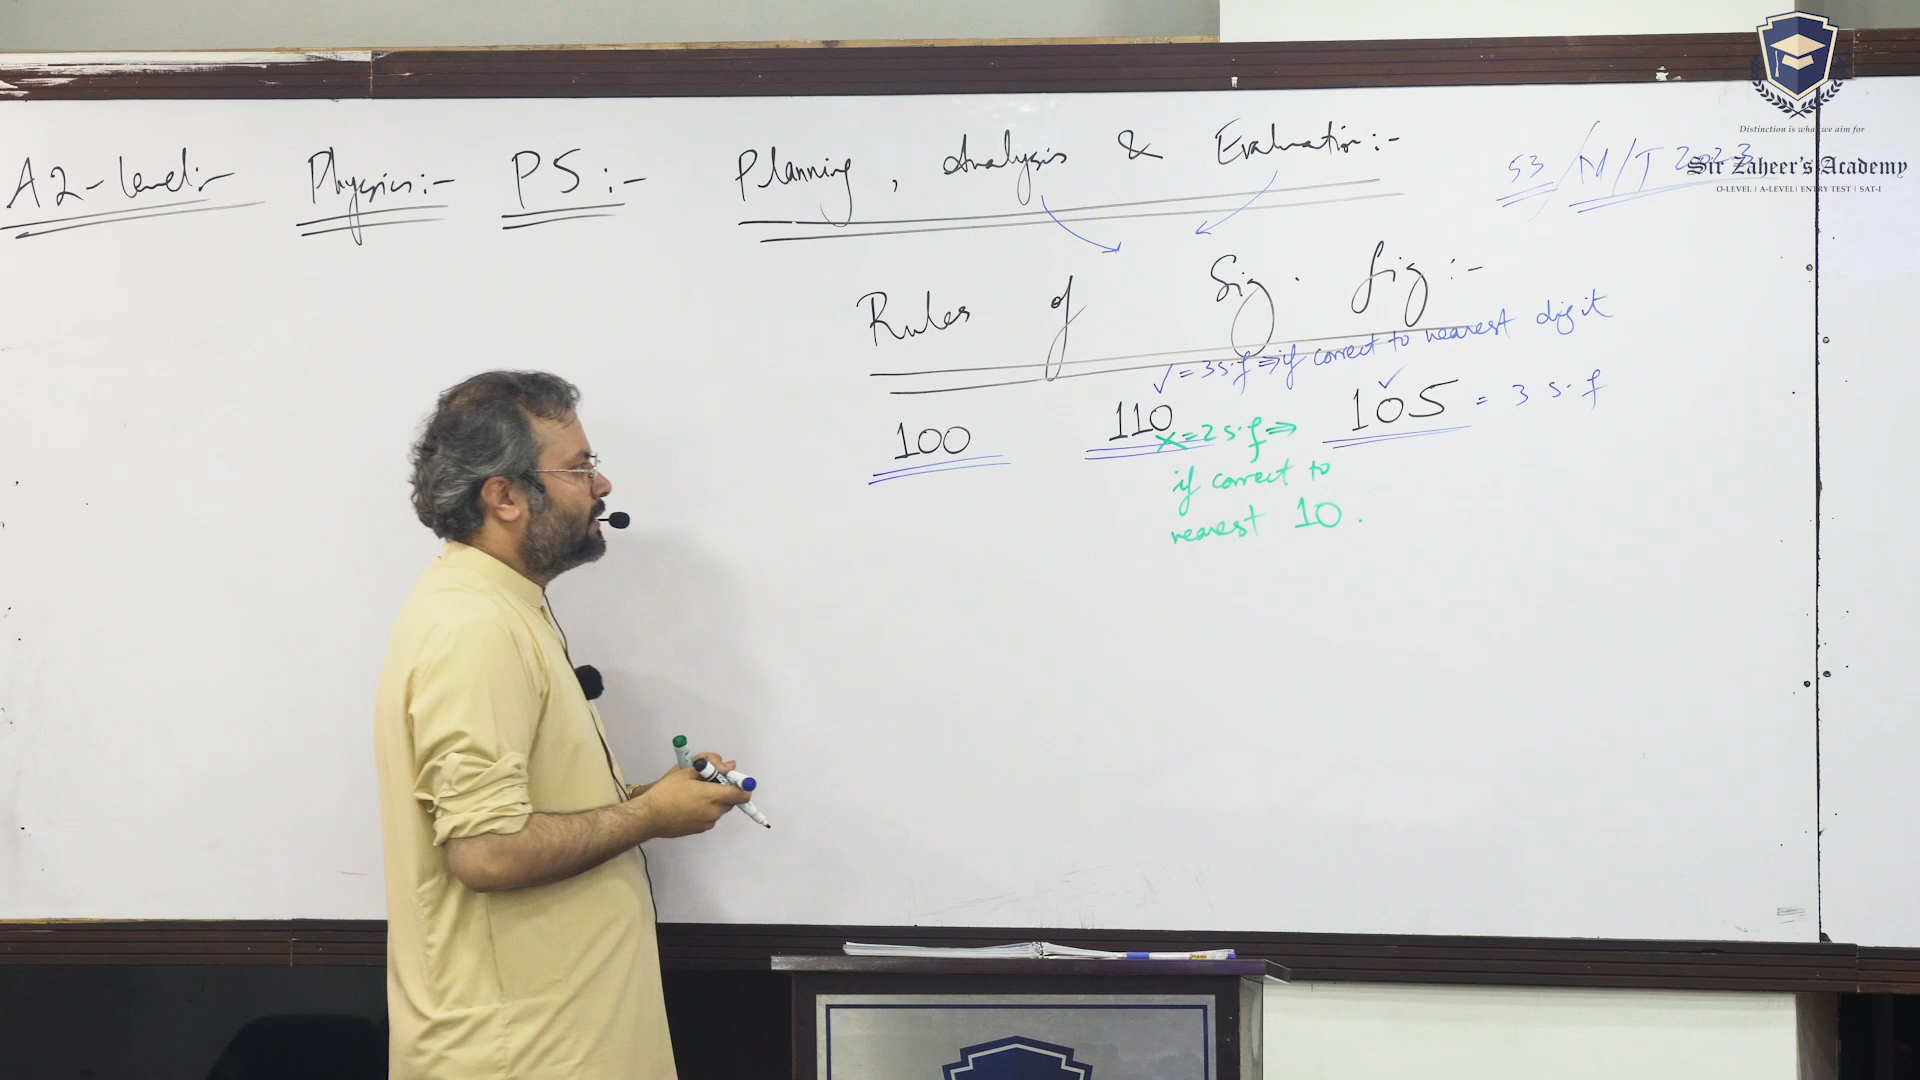 A2-level:- Physics:- P5:- Planning, Analysis & Evaluation:-
53/M/J 2023
Distinction is what we aim for
Sir Zaheer's Academy
O-LEVEL | A-LEVEL | ENTRY TEST | SAT-I
Rules of Sig. fig:-
✓ = 3 s.f ⇒ if correct to nearest digit
100 110 105 = 3 s.f
x = 2 s.f ⇒
if correct to
nearest 10.